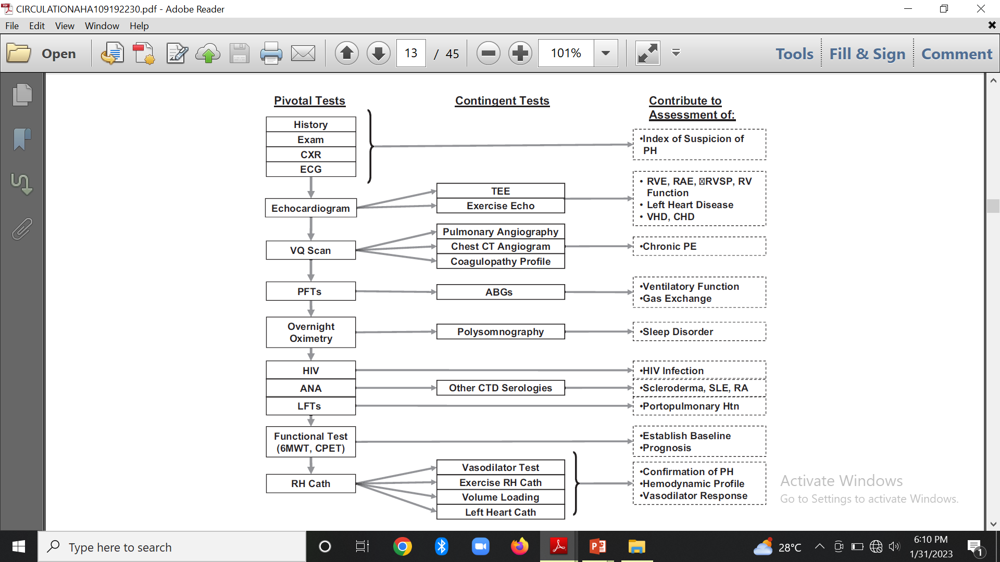 CIRCULATIONAHA109192230.pdf - Adobe Reader
File Edit View Window Help
Open 13 / 45 101% Tools Fill & Sign Comment
Pivotal Tests
History
Exam
CXR
ECG
Echocardiogram
VQ Scan
PFTs
Overnight
Oximetry
HIV
ANA
LFTs
Functional Test
(6MWT, CPET)
RH Cath
Contingent Tests
TEE
Exercise Echo
Pulmonary Angiography
Chest CT Angiogram
Coagulopathy Profile
ABGs
Polysomnography
Other CTD Serologies
Vasodilator Test
Exercise RH Cath
Volume Loading
Left Heart Cath
Contribute to
Assessment of:
•Index of Suspicion of
PH
• RVE, RAE, RVSP, RV
Function
• Left Heart Disease
• VHD, CHD
•Chronic PE
•Ventilatory Function
•Gas Exchange
•Sleep Disorder
•HIV Infection
•Scleroderma, SLE, RA
•Portopulmonary Htn
•Establish Baseline
•Prognosis
•Confirmation of PH
•Hemodynamic Profile
•Vasodilator Response
Activate Windows
Go to Settings to activate Windows.
Type here to search
28°C
6:10 PM
1/31/2023
1